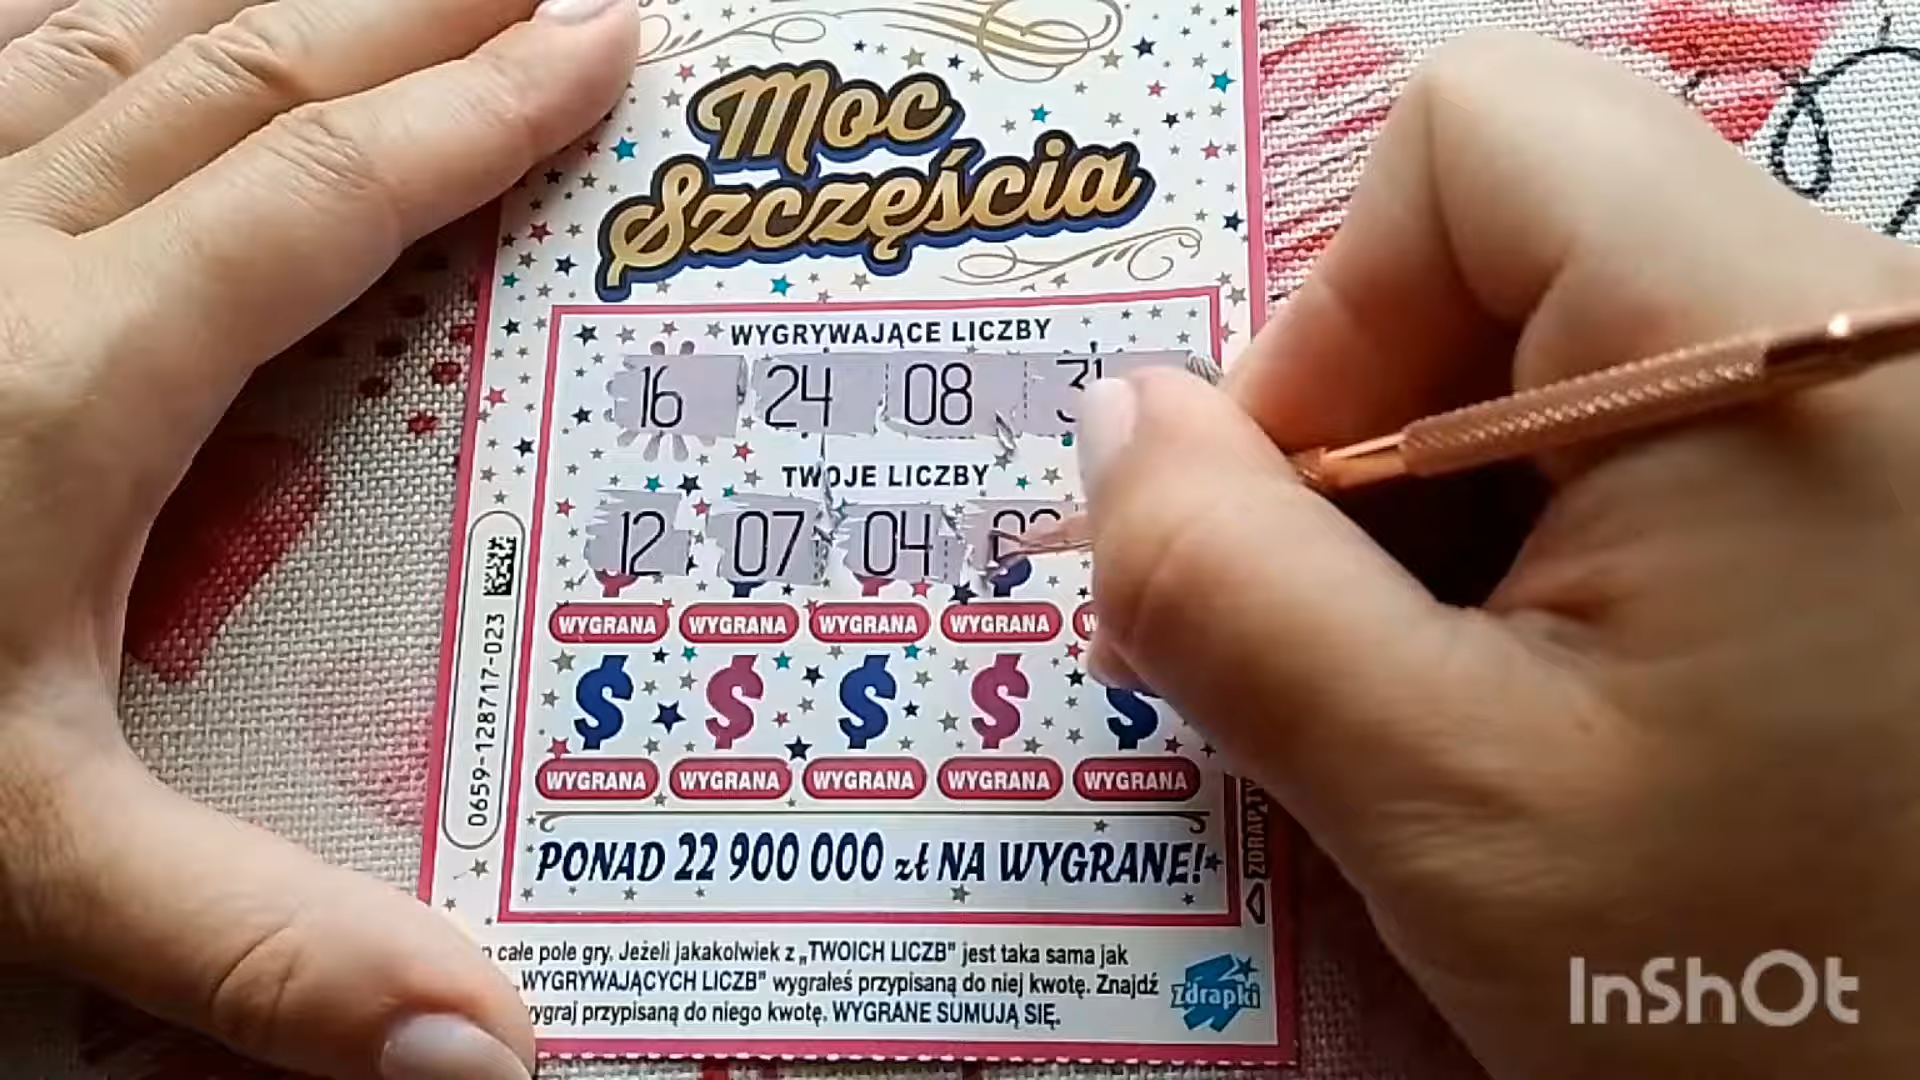 Moc
Szczęścia
WYGRYWAJĄCE LICZBY
16 24 08 31
TWOJE LICZBY
12 07 04
WYGRANA WYGRANA WYGRANA WYGRANA
$ $ $ $ $
WYGRANA WYGRANA WYGRANA WYGRANA WYGRANA
PONAD 22 900 000 zł NA WYGRANE!
całe pole gry. Jeżeli jakakolwiek z „TWOICH LICZB" jest taka sama jak
„WYGRYWAJĄCYCH LICZB" wygrałeś przypisaną do niej kwotę. Znajdź
przypisaną do niego kwotę. WYGRANE SUMUJĄ SIĘ.
Zdrapki
0659-128717-023
InShOt